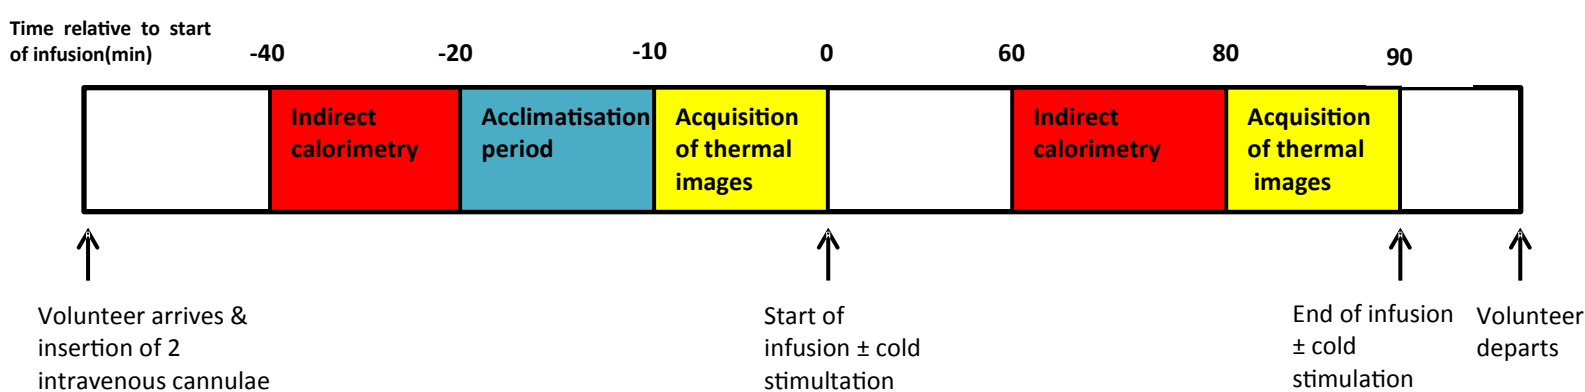 Time relative to start
of infusion(min)
-40
-20
-10
0
60
80
90
Indirect
calorimetry
Acclimatisation
period
Acquisition
of thermal
images
Indirect
calorimetry
Acquisition
of thermal
images
Volunteer arrives &
insertion of 2
intravenous cannulae
Start of
infusion ± cold
stimultation
End of infusion
± cold
stimulation
Volunteer
departs